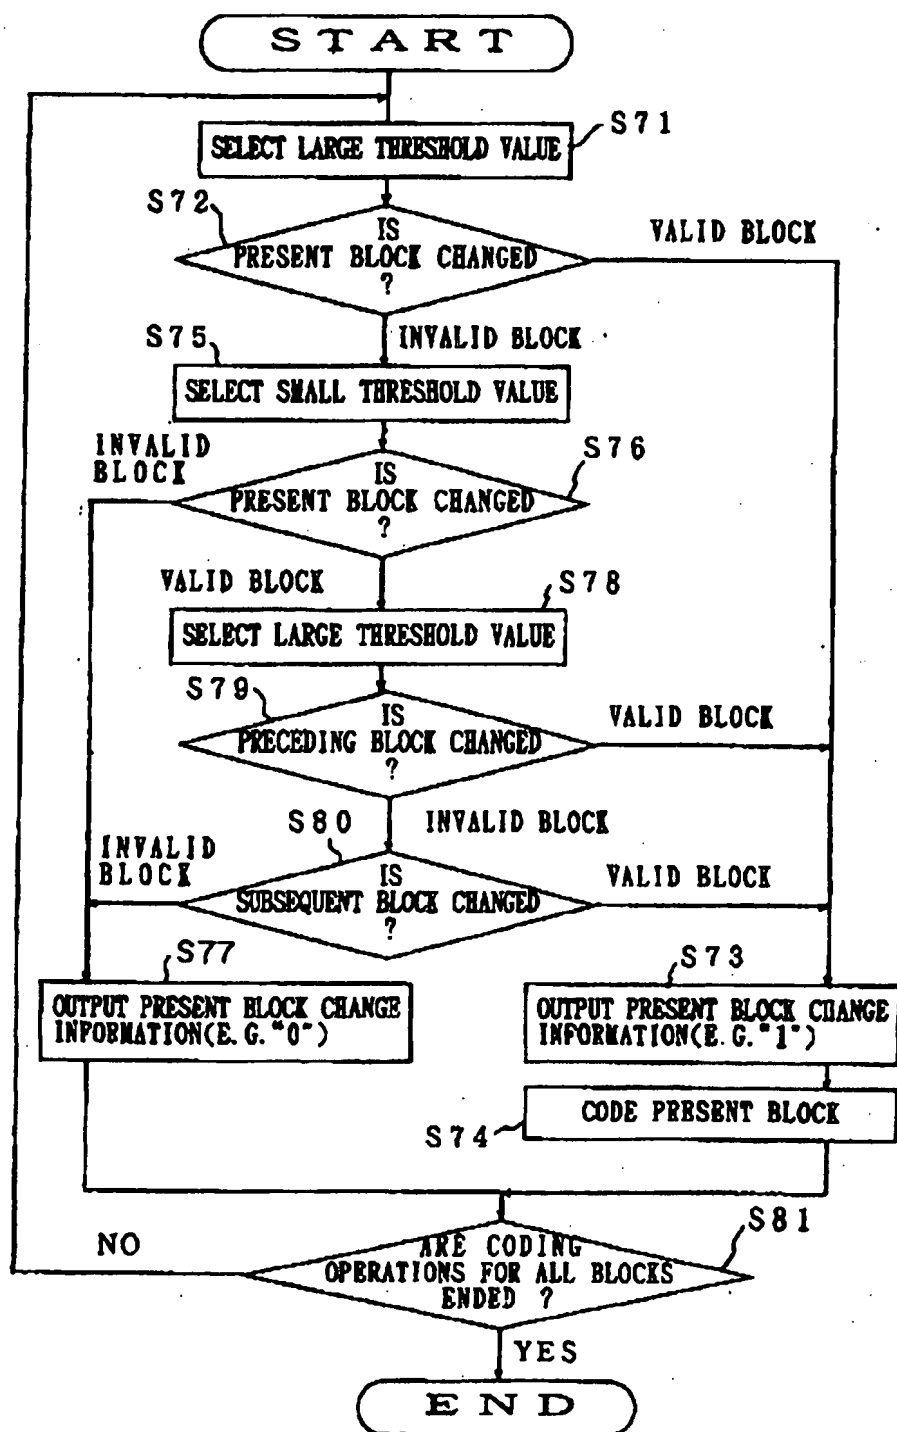 START
S71
SELECT LARGE THRESHOLD VALUE
S72
IS
PRESENT BLOCK CHANGED
?
VALID BLOCK
S75
INVALID BLOCK
SELECT SMALL THRESHOLD VALUE
INVALID
BLOCK
S76
IS
PRESENT BLOCK CHANGED
?
VALID BLOCK
S78
SELECT LARGE THRESHOLD VALUE
S79
IS
PRECEDING BLOCK CHANGED
?
VALID BLOCK
S80
INVALID BLOCK
INVALID
BLOCK
IS
SUBSEQUENT BLOCK CHANGED
?
VALID BLOCK
S77
OUTPUT PRESENT BLOCK CHANGE
INFORMATION(E.G."0")
S73
OUTPUT PRESENT BLOCK CHANGE
INFORMATION(E.G."1")
S74
CODE PRESENT BLOCK
S81
NO
ARE CODING
OPERATIONS FOR ALL BLOCKS
ENDED ?
YES
END